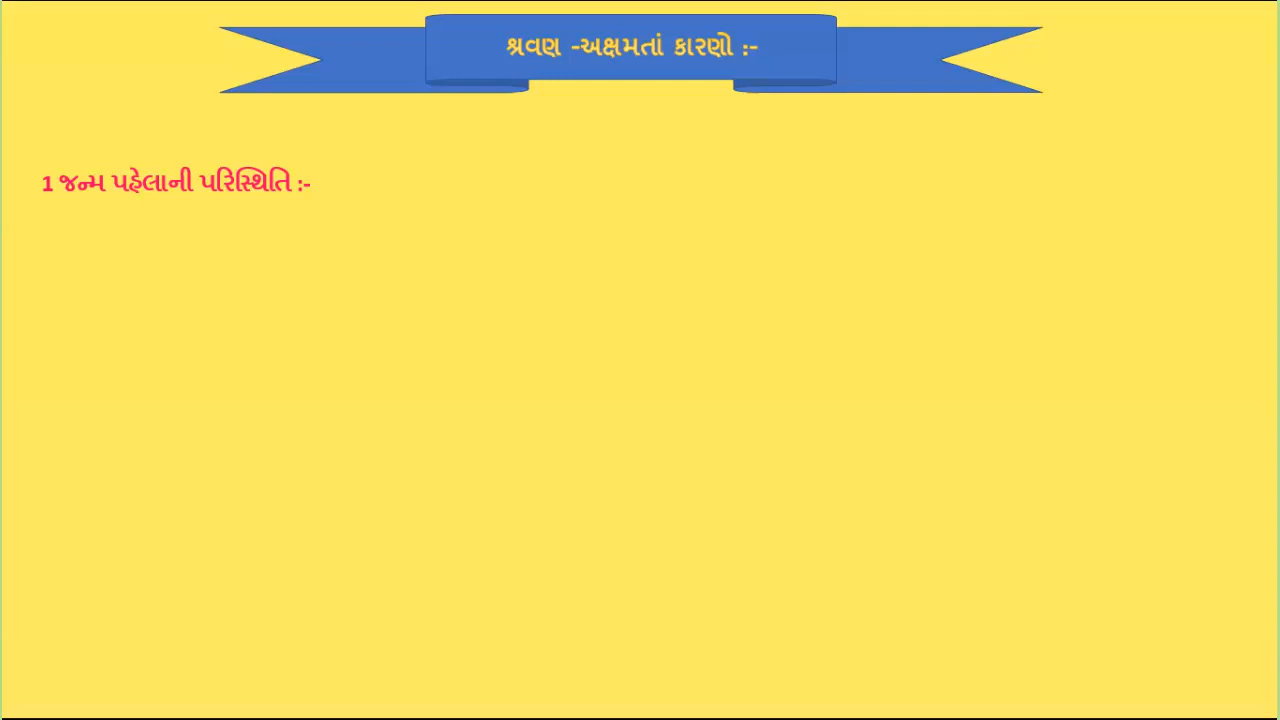 શ્રવણ -અક્ષમતાં કારણો :-
1 જન્મ પહેલાની પરિસ્થિતિ :-